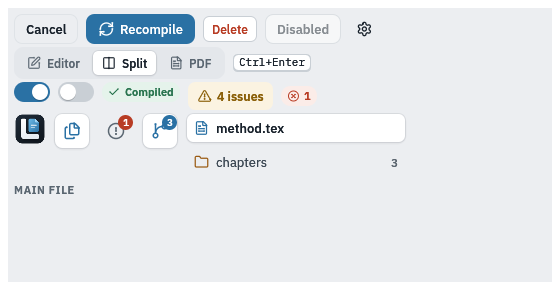 Cancel Recompile Delete Disabled
Editor Split PDF Ctrl+Enter
Compiled 4 issues 1
1 3 method.tex
chapters 3
MAIN FILE